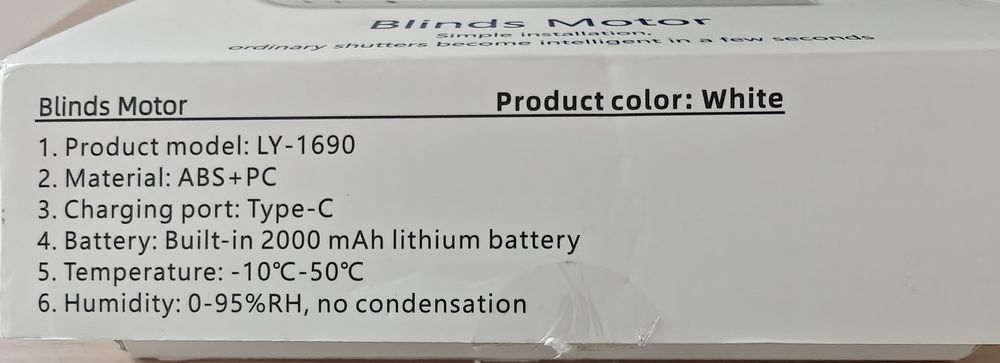 Blinds Motor
Simple installation,
ordinary shutters become intelligent in a few seconds
Blinds Motor Product color: White
1. Product model: LY-1690
2. Material: ABS+PC
3. Charging port: Type-C
4. Battery: Built-in 2000 mAh lithium battery
5. Temperature: -10℃-50℃
6. Humidity: 0-95%RH, no condensation